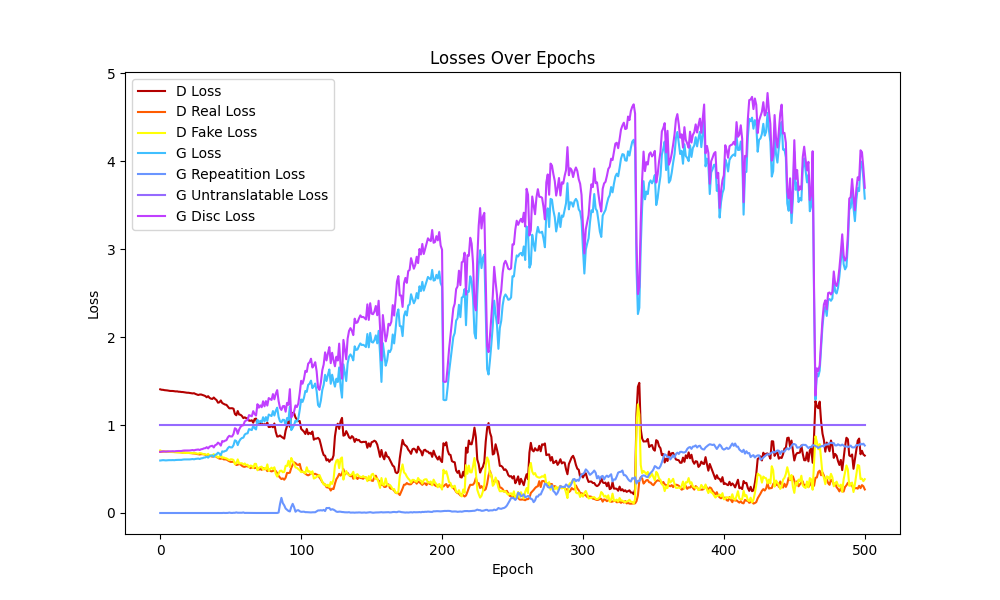 Losses Over Epochs
5
4
3
2
1
0
Loss
D Loss
D Real Loss
D Fake Loss
G Loss
G Repeatition Loss
G Untranslatable Loss
G Disc Loss
0 100 200 300 400 500
Epoch